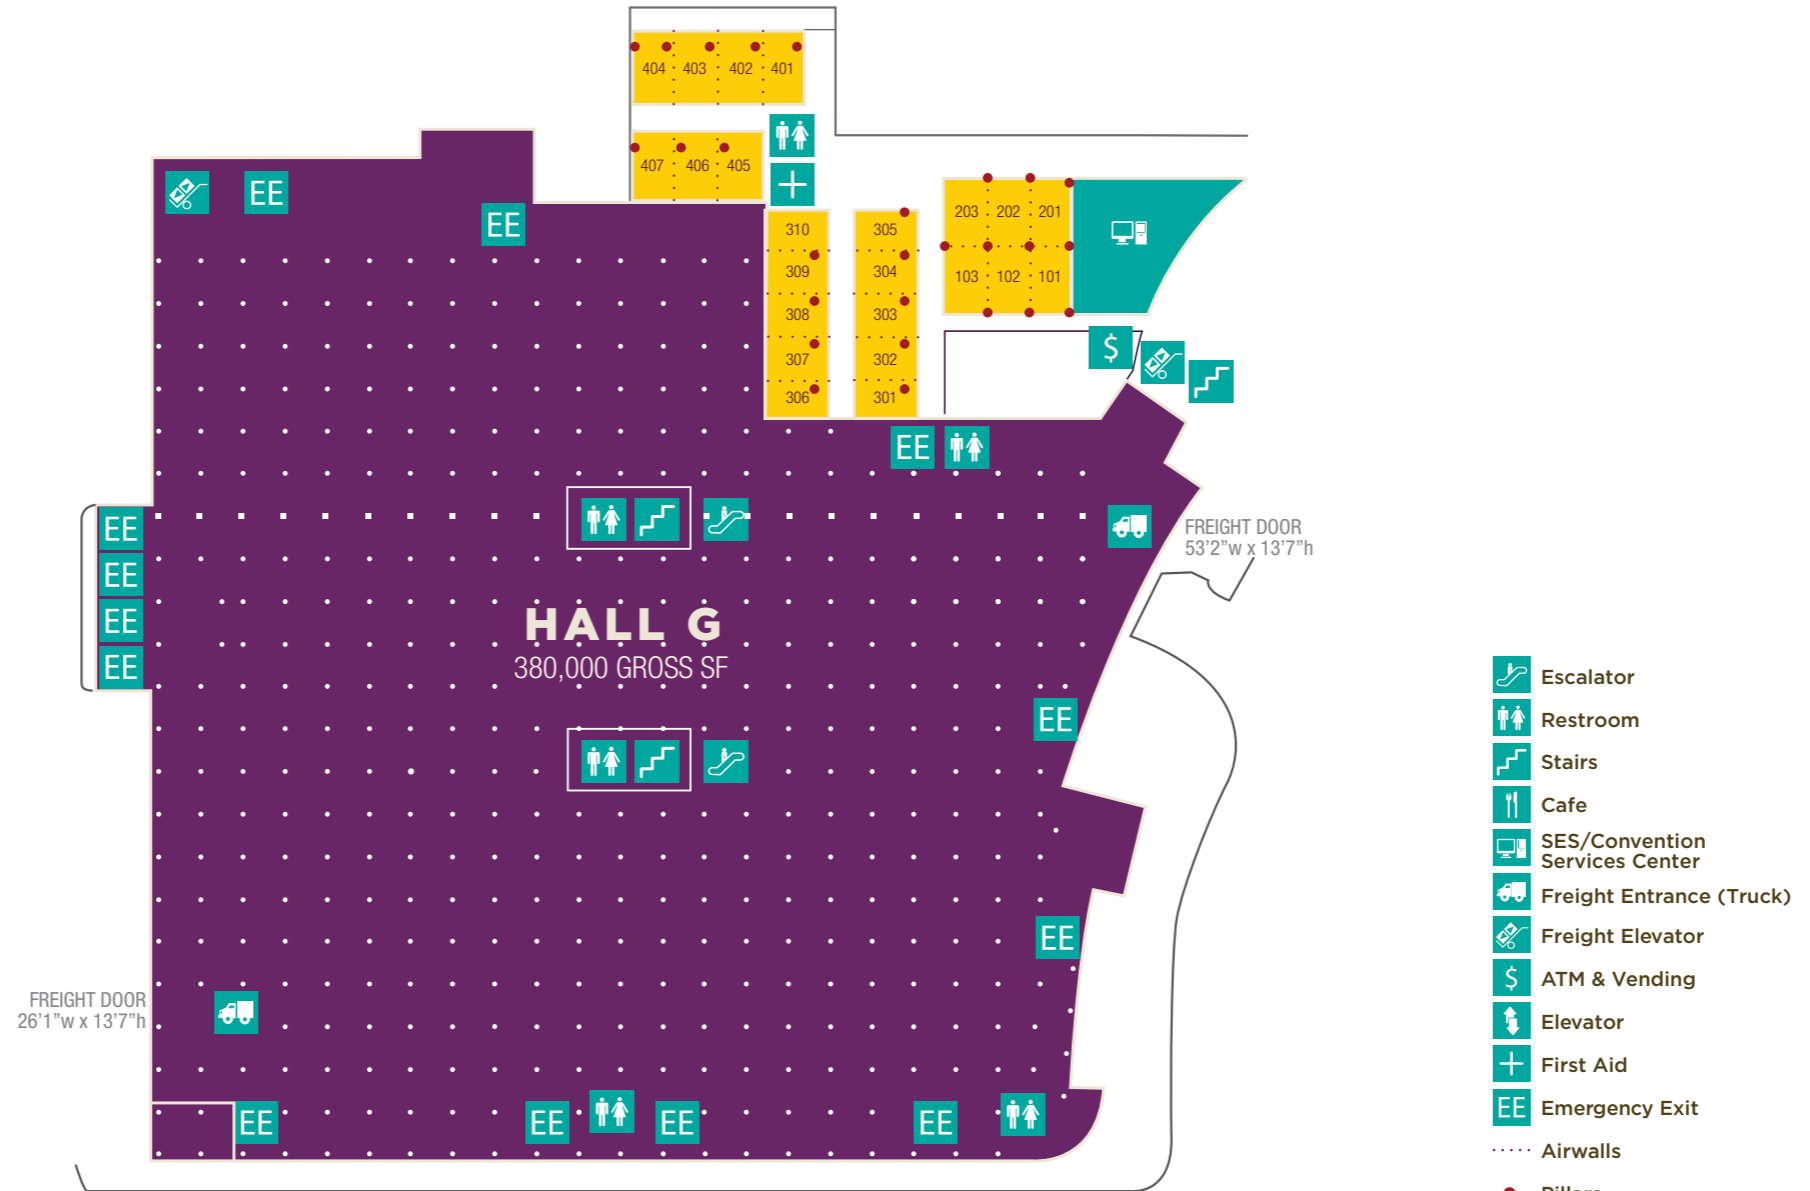 404 403 402 401
407 406 405
EE
EE
310
309
308
307
306
305
304
303
302
301
203 202 201
103 102 101
$
EE
EE
EE
EE
EE
FREIGHT DOOR
53'2"w x 13'7"h
HALL G
380,000 GROSS SF
EE
EE
FREIGHT DOOR
26'1"w x 13'7"h
EE
EE
EE
EE
Escalator
Restroom
Stairs
Cafe
SES/Convention
Services Center
Freight Entrance (Truck)
Freight Elevator
$ ATM & Vending
Elevator
First Aid
EE Emergency Exit
Airwalls
Pillars